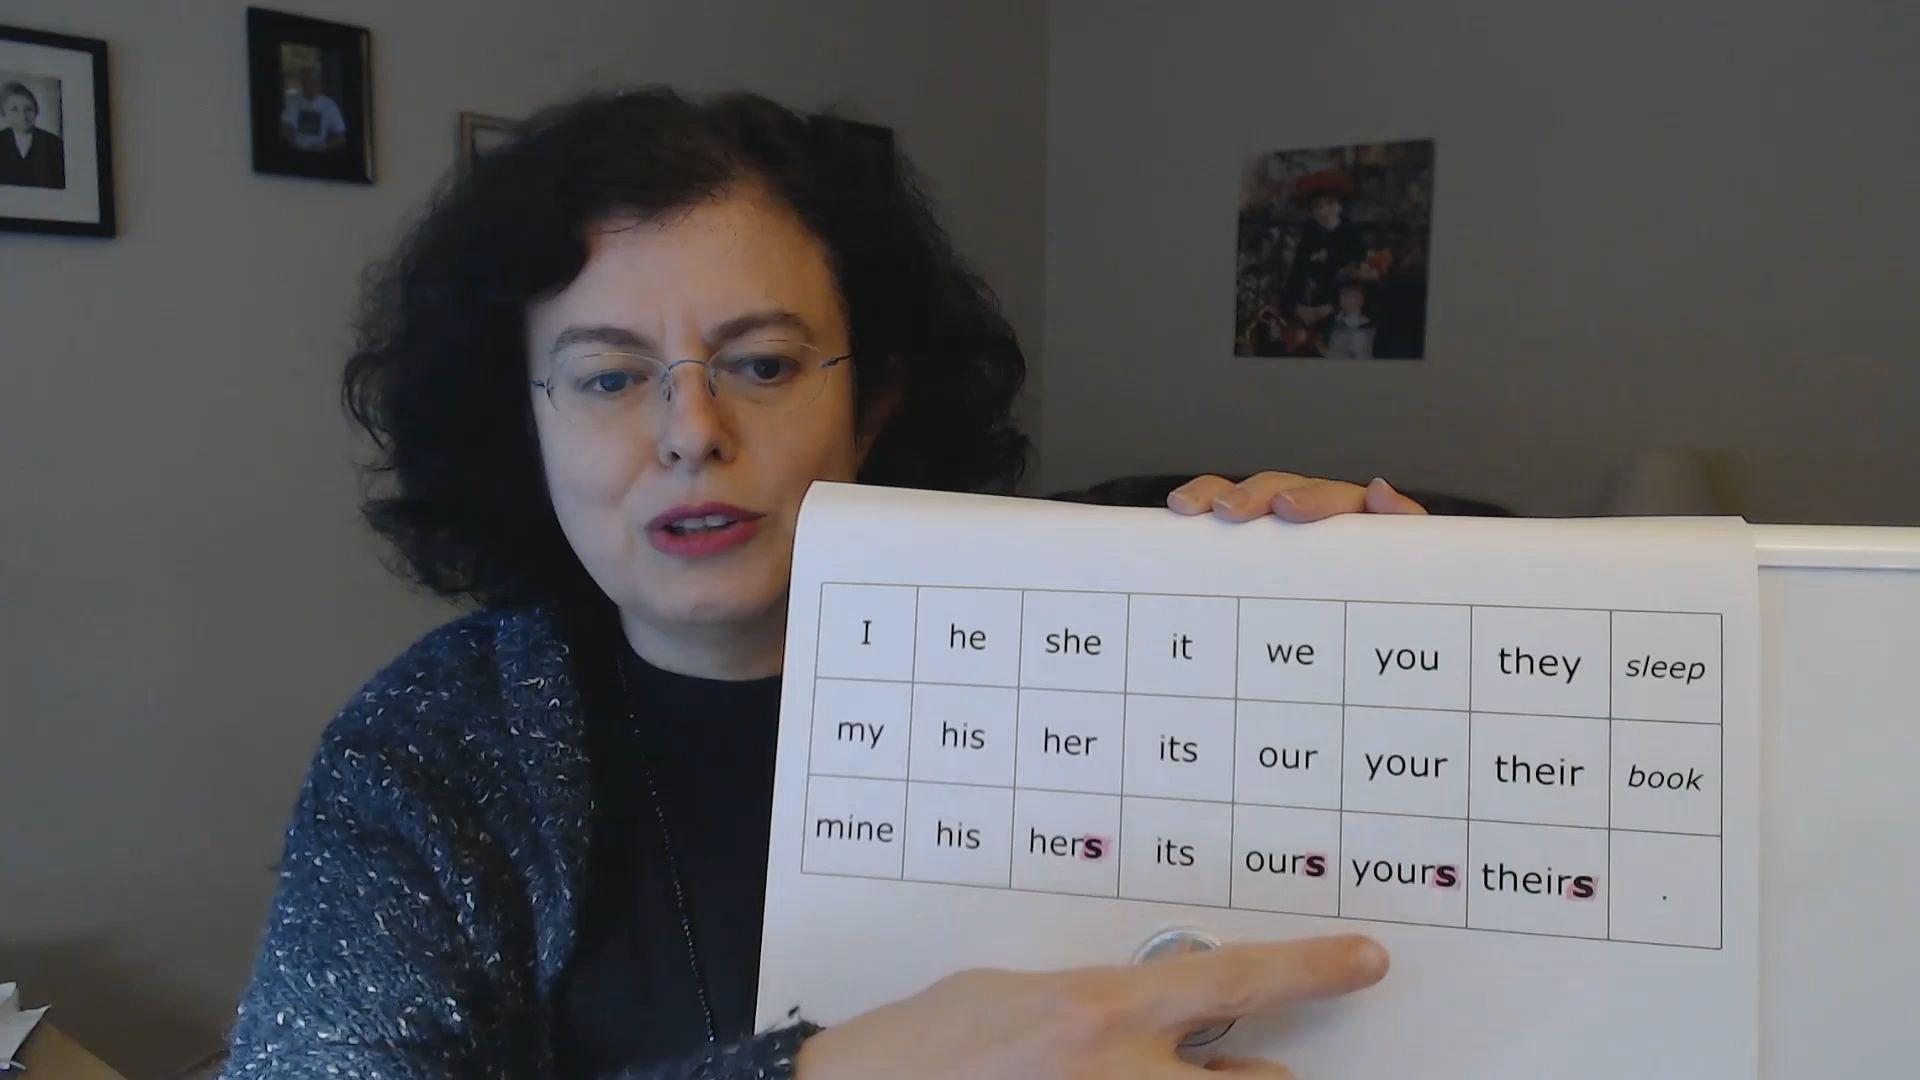 I he she it we you they sleep
my his her its our your their book
mine his hers its ours yours theirs .